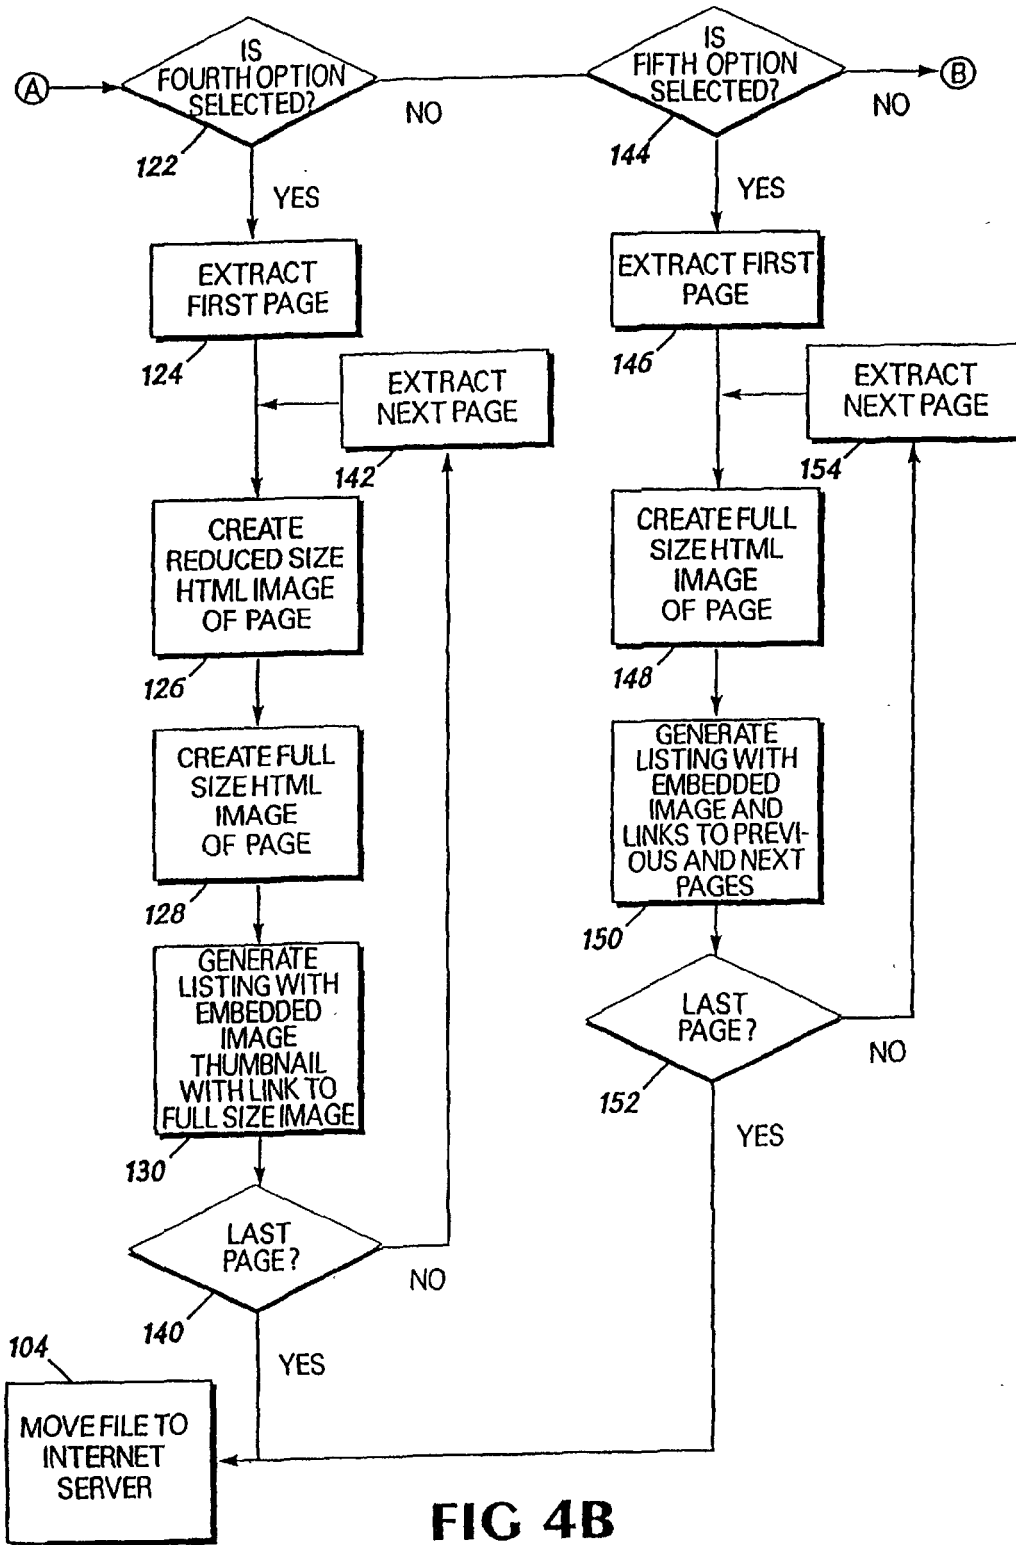 A
IS
FOURTH OPTION
SELECTED?
122
NO
YES
IS
FIFTH OPTION
SELECTED?
144
NO
YES
B
EXTRACT
FIRST PAGE
124
EXTRACT
NEXT PAGE
142
CREATE
REDUCED SIZE
HTML IMAGE
OF PAGE
126
CREATE FULL
SIZE HTML
IMAGE
OF PAGE
128
GENERATE
LISTING WITH
EMBEDDED
IMAGE
THUMBNAIL
WITH LINK TO
FULL SIZE IMAGE
130
LAST
PAGE?
140
NO
YES
EXTRACT FIRST
PAGE
146
EXTRACT
NEXT PAGE
154
CREATE FULL
SIZE HTML
IMAGE
OF PAGE
148
GENERATE
LISTING WITH
EMBEDDED
IMAGE AND
LINKS TO PREVI-
OUS AND NEXT
PAGES
150
LAST
PAGE?
152
NO
YES
104
MOVE FILE TO
INTERNET
SERVER
FIG 4B